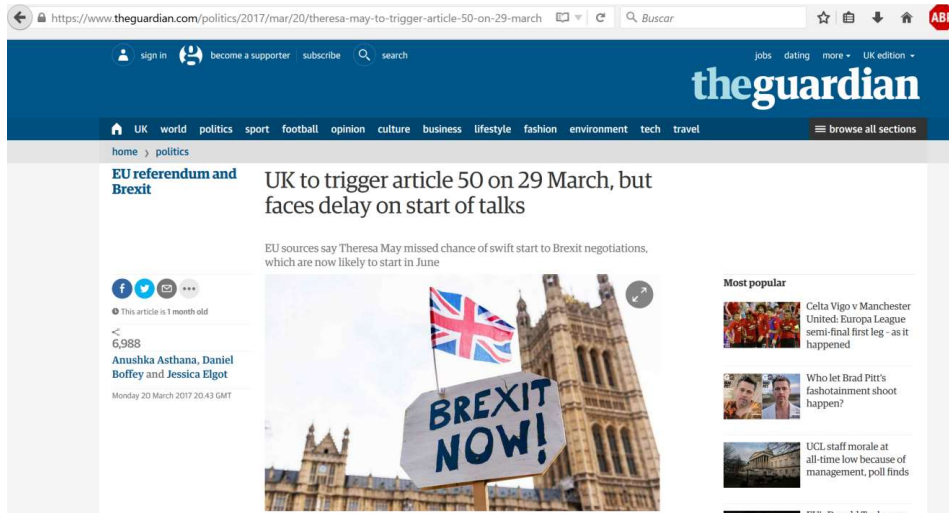 https://www.theguardian.com/politics/2017/mar/20/theresa-may-to-trigger-article-50-on-29-march
Buscar
ABP
sign in
become a supporter
subscribe
search
jobs
dating
more
UK edition
theguardian
UK
world
politics
sport
football
opinion
culture
business
lifestyle
fashion
environment
tech
travel
browse all sections
home
politics
EU referendum and
Brexit
UK to trigger article 50 on 29 March, but
faces delay on start of talks
EU sources say Theresa May missed chance of swift start to Brexit negotiations,
which are now likely to start in June
This article is 1 month old
6,988
Anushka Asthana, Daniel
Boffey and Jessica Elgot
Monday 20 March 2017 20.43 GMT
BREXIT
NOW!
Most popular
Celta Vigo v Manchester
United: Europa League
semi-final first leg - as it
happened
Who let Brad Pitt's
fashotainment shoot
happen?
UCL staff morale at
all-time low because of
management, poll finds